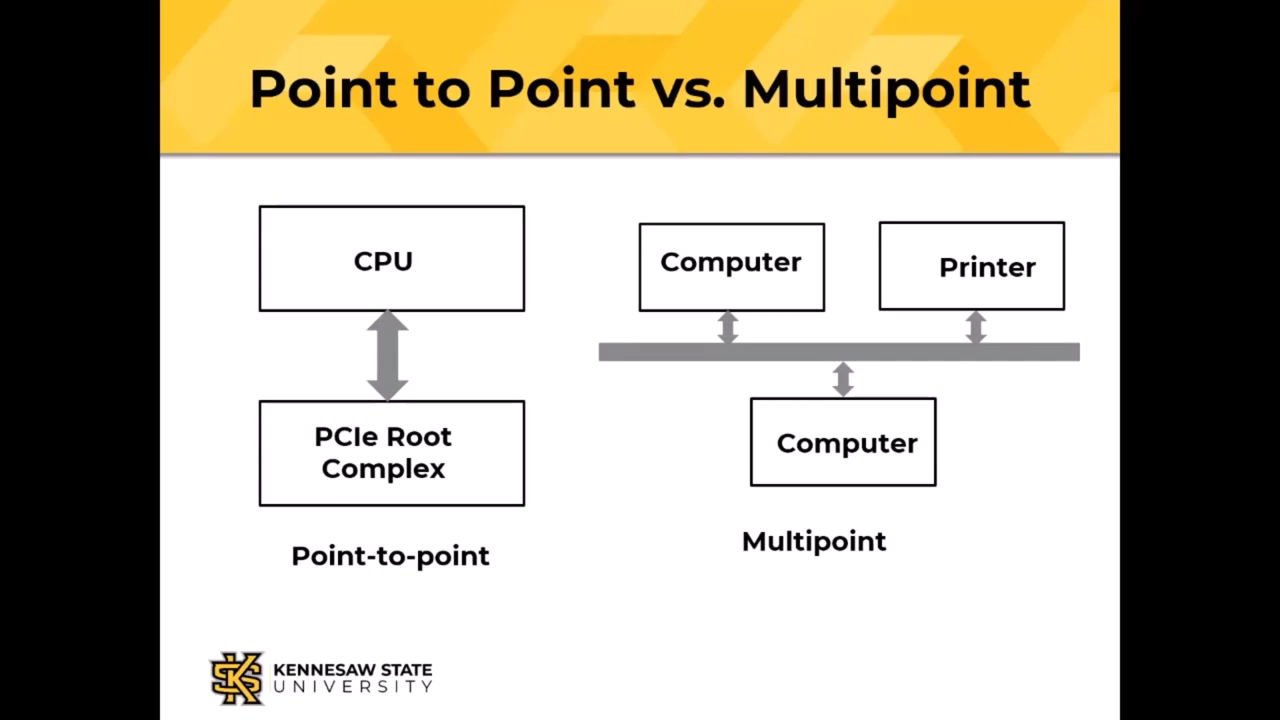 Point to Point vs. Multipoint
CPU
PCIe Root
Complex
Point-to-point
Computer
Printer
Computer
Multipoint
KENNESAW STATE
UNIVERSITY